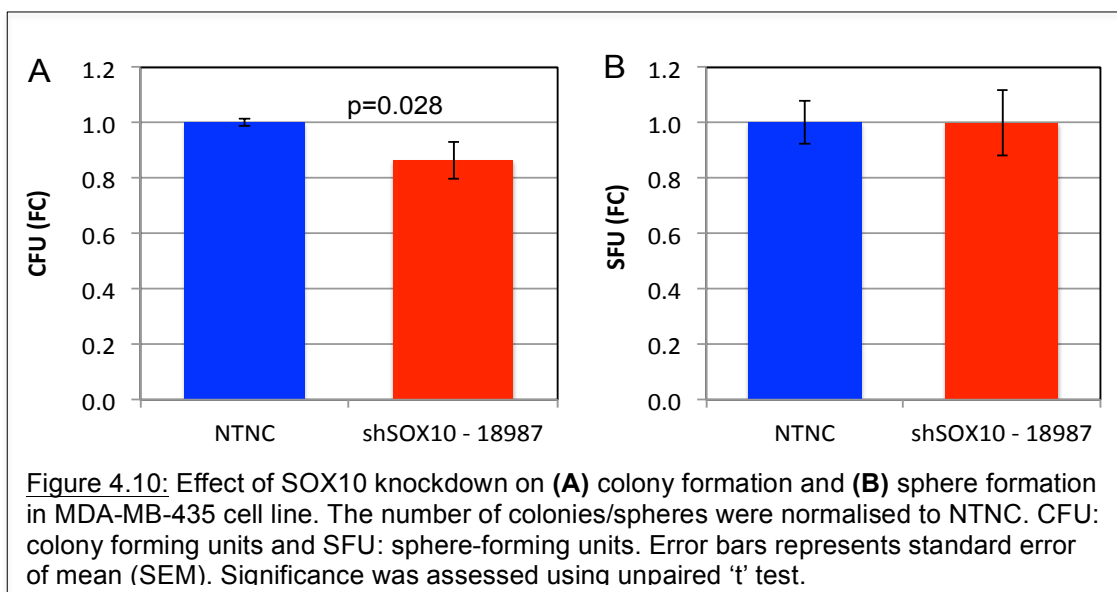 A
1.2
1.0
0.8
0.6
0.4
0.2
0.0
CFU (FC)
p=0.028
NTNC
shSOX10 - 18987
B
1.2
1.0
0.8
0.6
0.4
0.2
0.0
SFU (FC)
NTNC
shSOX10 - 18987
Figure 4.10: Effect of SOX10 knockdown on (A) colony formation and (B) sphere formation
in MDA-MB-435 cell line. The number of colonies/spheres were normalised to NTNC. CFU:
colony forming units and SFU: sphere-forming units. Error bars represents standard error
of mean (SEM). Significance was assessed using unpaired ‘t’ test.